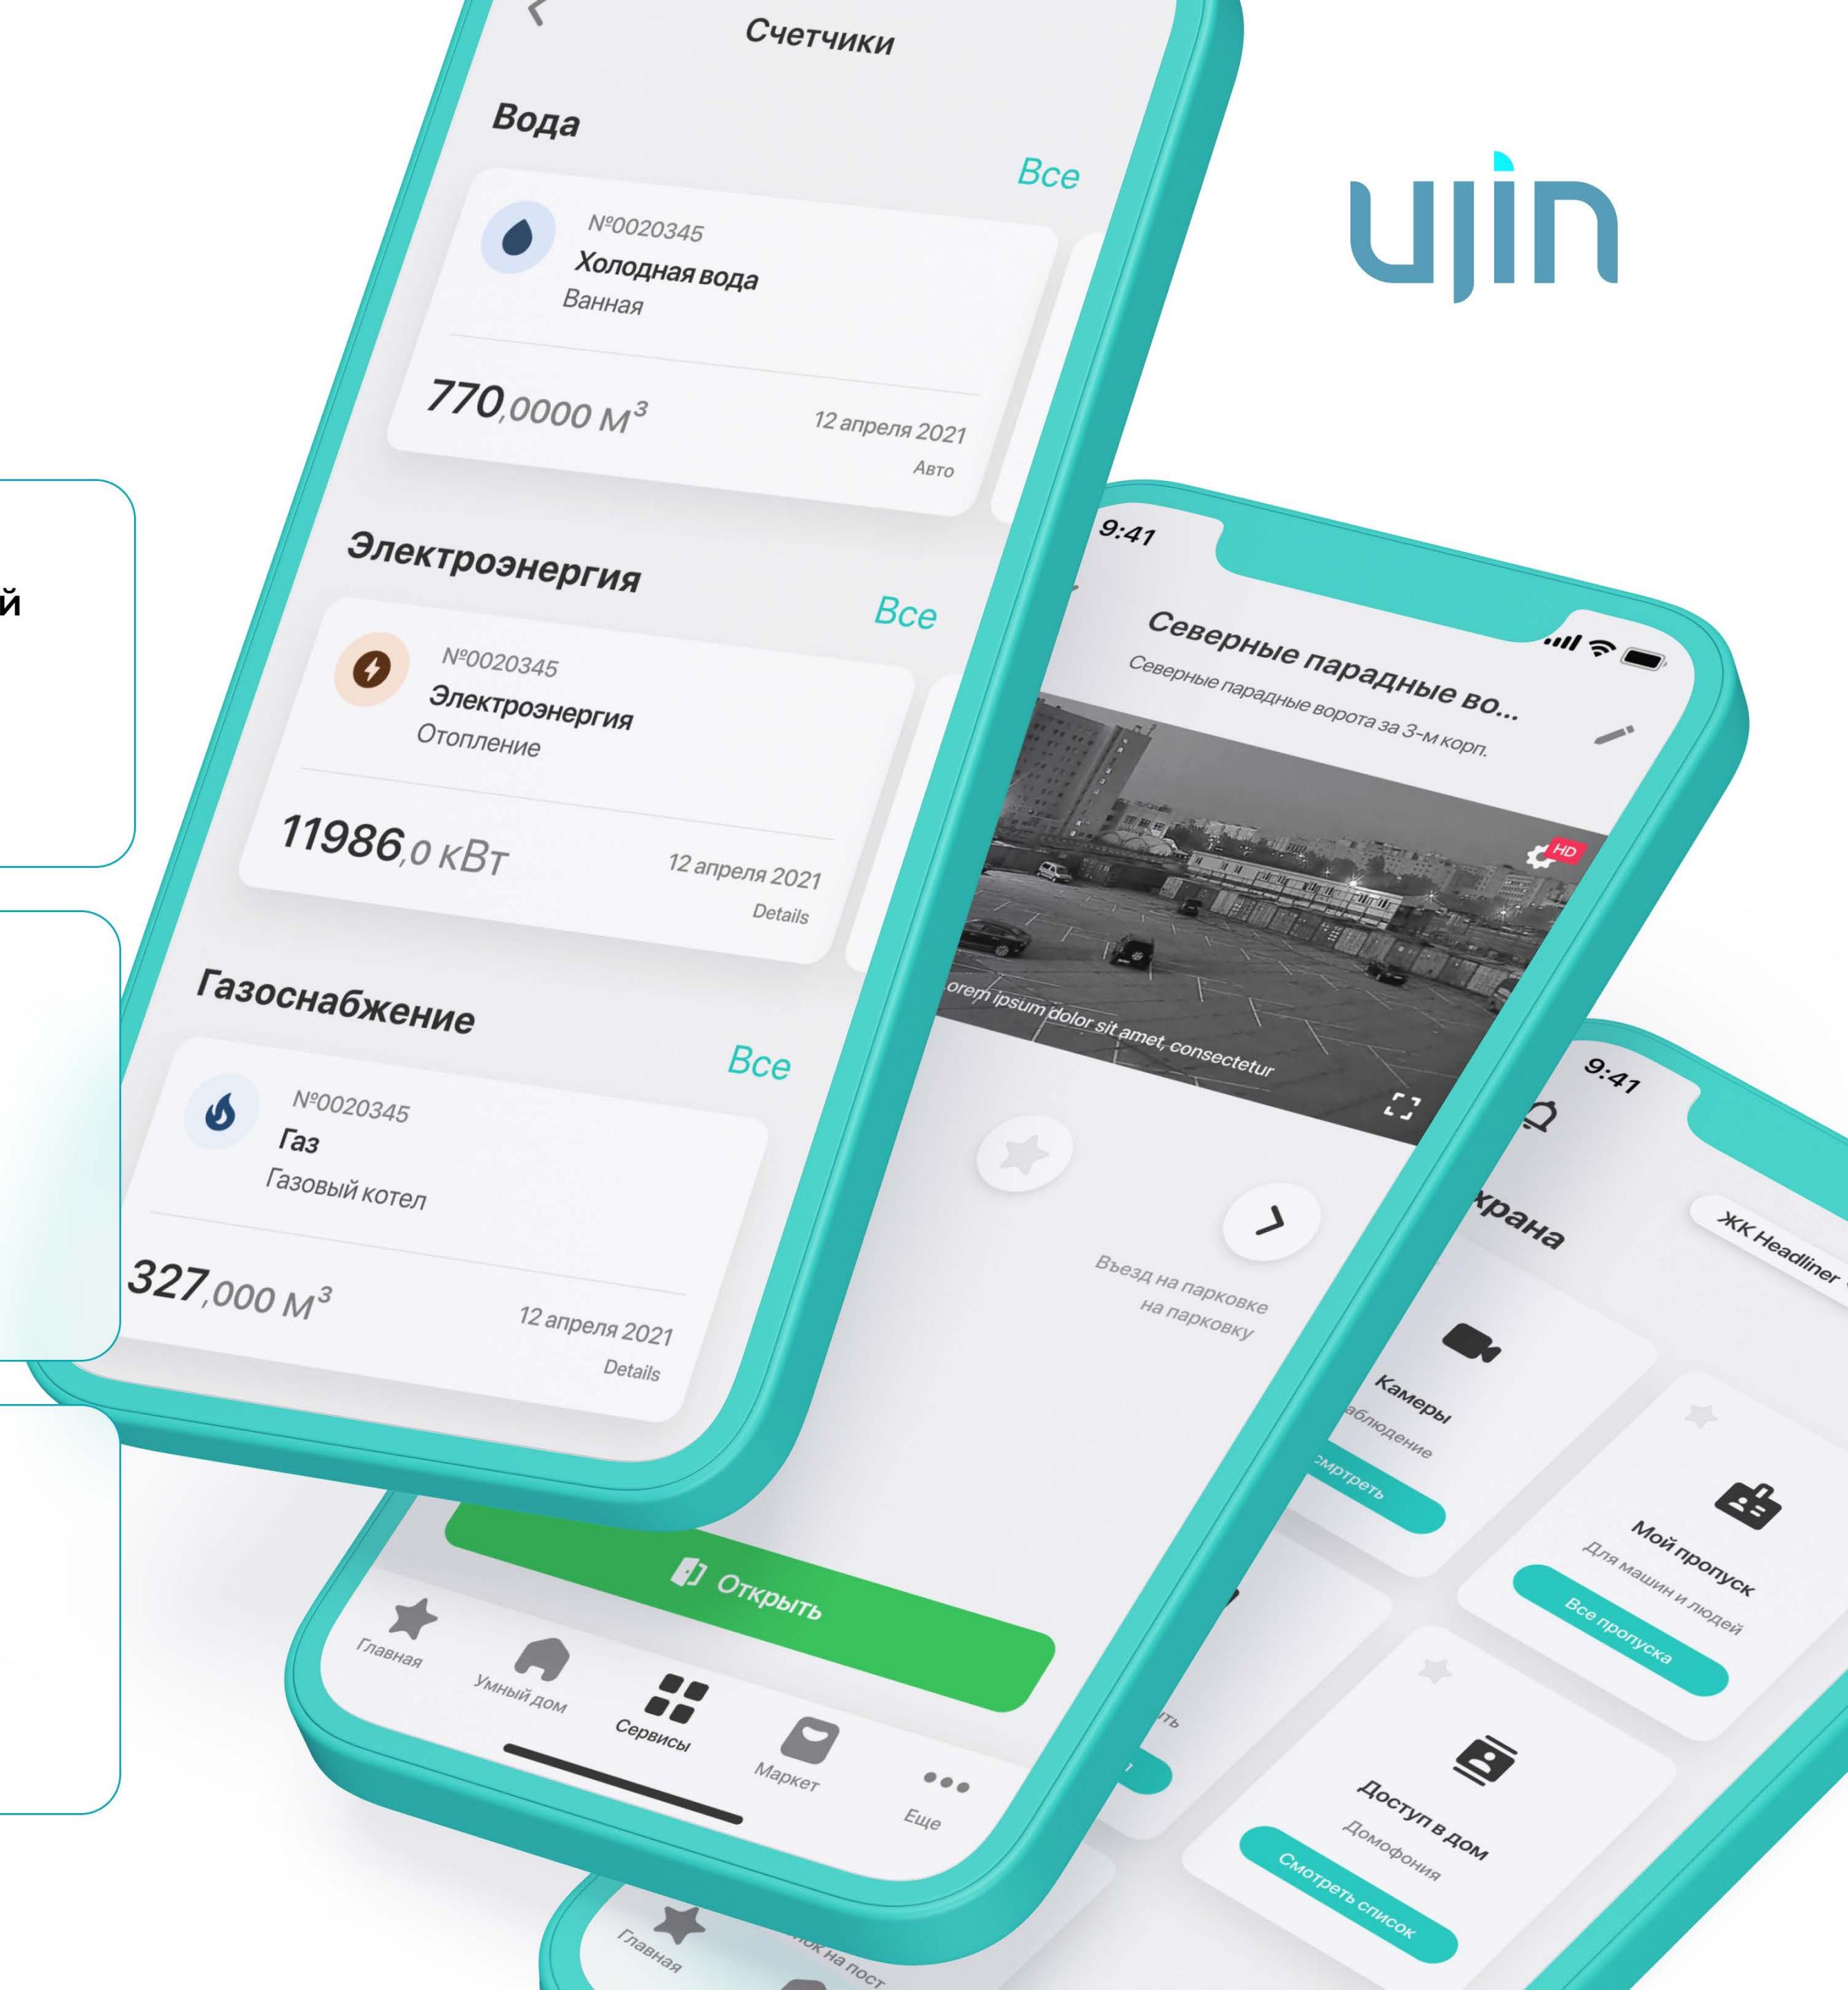 Счетчики
Вода
Все
№0020345
Холодная вода
Ванная
770,0000 м³
12 апреля 2021
Авто
Электроэнергия
Все
№0020345
Электроэнергия
Отопление
11986,0 кВт
12 апреля 2021
Details
Газоснабжение
Все
№0020345
Газ
Газовый котел
327,000 м³
12 апреля 2021
Details
ujin
й
9:41
Северные парадные во...
Северные парадные ворота за 3-м корп.
HD
orem ipsum dolor sit amet, consectetur
Въезд на парковке
на парковку
Открыть
Главная
Умный дом
Сервисы
Маркет
Еще
9:41
храна
ЖК Headliner
Камеры
аблюдение
смртреть
Мой пропуск
Для машин и людей
Все пропуска
ть
Доступ в дом
Домофония
Смотреть список
ок на пост
Главная